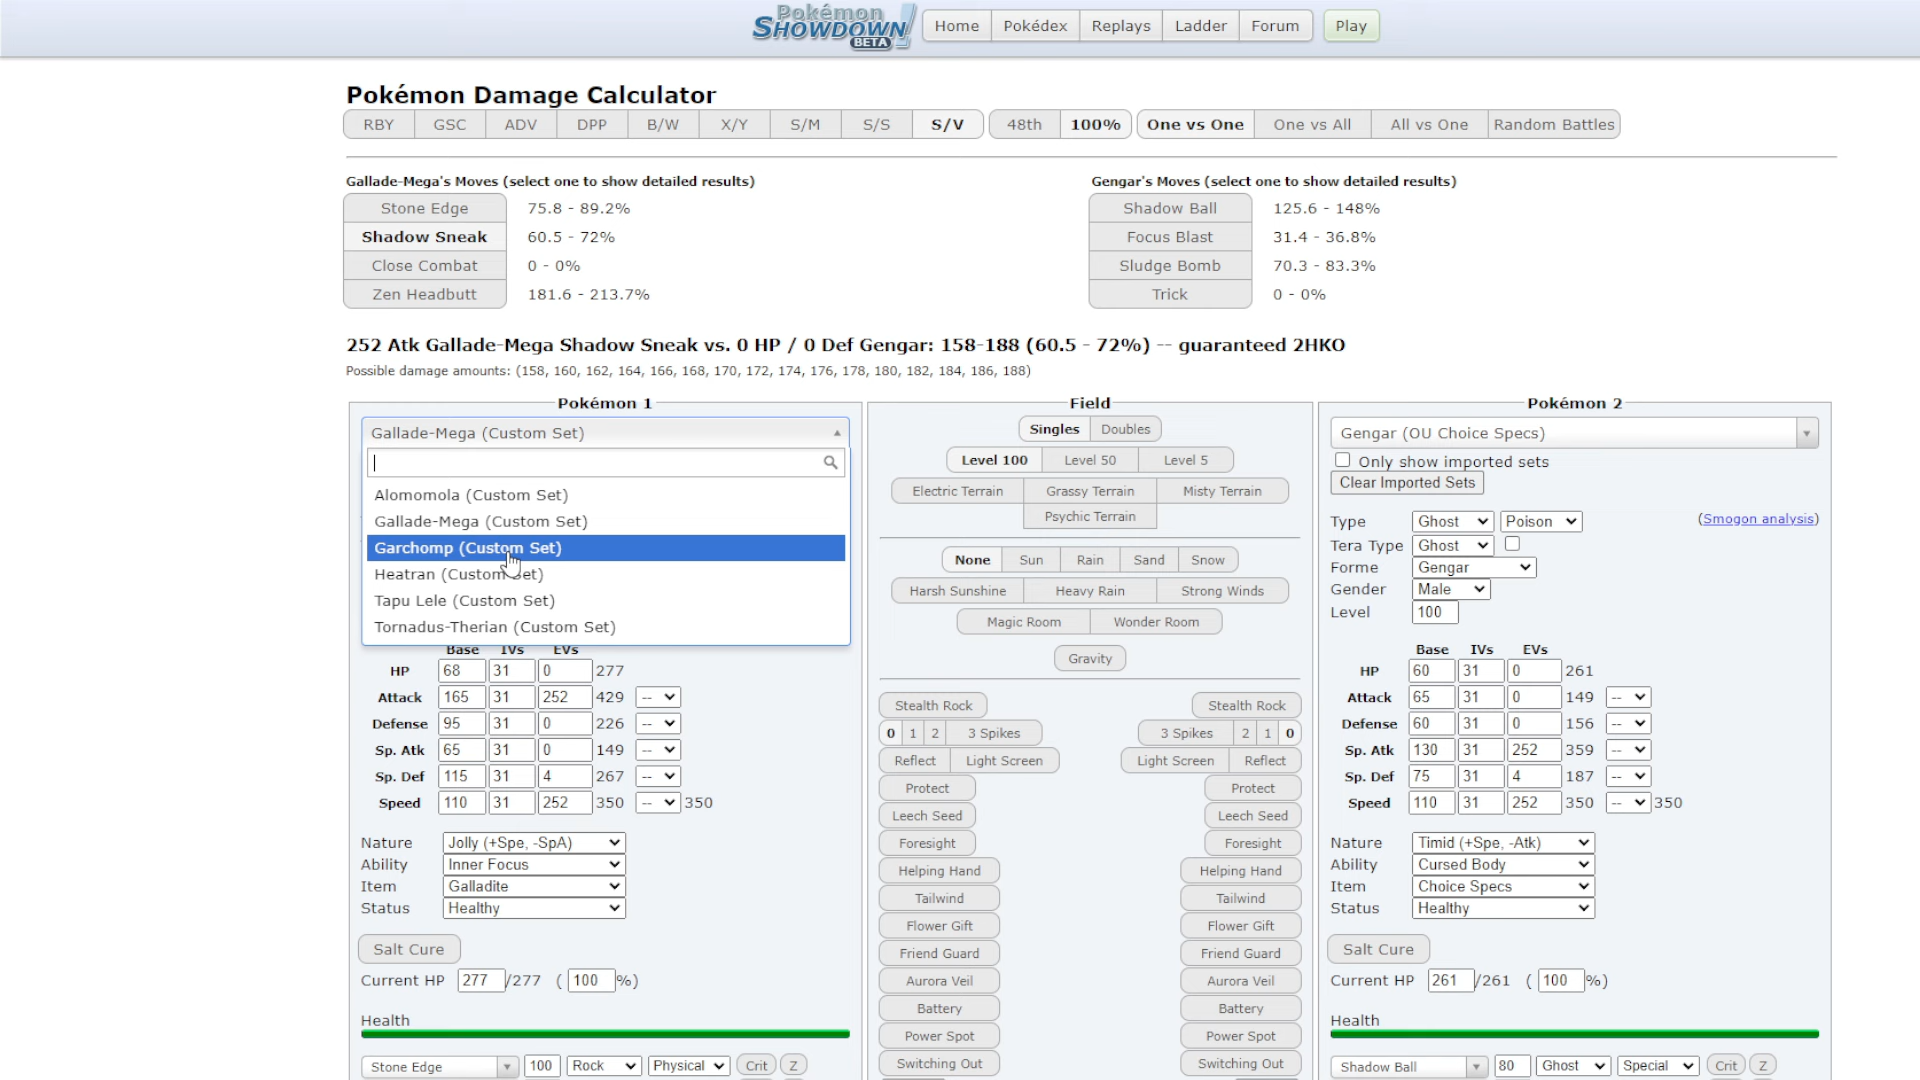 Pokémon
SHOWDOWN!
BETA
Home Pokédex Replays Ladder Forum Play
Pokémon Damage Calculator
RBY GSC ADV DPP B/W X/Y S/M S/S S/V 48th 100% One vs One One vs All All vs One Random Battles
Gallade-Mega's Moves (select one to show detailed results) Gengar's Moves (select one to show detailed results)
Stone Edge 75.8 - 89.2% Shadow Ball 125.6 - 148%
Shadow Sneak 60.5 - 72% Focus Blast 31.4 - 36.8%
Close Combat 0 - 0% Sludge Bomb 70.3 - 83.3%
Zen Headbutt 181.6 - 213.7% Trick 0 - 0%
252 Atk Gallade-Mega Shadow Sneak vs. 0 HP / 0 Def Gengar: 158-188 (60.5 - 72%) -- guaranteed 2HKO
Possible damage amounts: (158, 160, 162, 164, 166, 168, 170, 172, 174, 176, 178, 180, 182, 184, 186, 188)
Pokémon 1
Gallade-Mega (Custom Set)
Alomomola (Custom Set)
Gallade-Mega (Custom Set)
Garchomp (Custom Set)
Heatran (Custom Set)
Tapu Lele (Custom Set)
Tornadus-Therian (Custom Set)
Base IVs EVs
HP 68 31 0 277
Attack 165 31 252 429 --
Defense 95 31 0 226 --
Sp. Atk 65 31 0 149 --
Sp. Def 115 31 4 267 --
Speed 110 31 252 350 -- 350
Nature Jolly (+Spe, -SpA)
Ability Inner Focus
Item Galladite
Status Healthy
Salt Cure
Current HP 277/277 ( 100 %)
Health
Stone Edge 100 Rock Physical Crit Z
Field
Singles Doubles
Level 100 Level 50 Level 5
Electric Terrain Grassy Terrain Misty Terrain
Psychic Terrain
None Sun Rain Sand Snow
Harsh Sunshine Heavy Rain Strong Winds
Magic Room Wonder Room
Gravity
Stealth Rock Stealth Rock
0 1 2 3 Spikes 3 Spikes 2 1 0
Reflect Light Screen Light Screen Reflect
Protect Protect
Leech Seed Leech Seed
Foresight Foresight
Helping Hand Helping Hand
Tailwind Tailwind
Flower Gift Flower Gift
Friend Guard Friend Guard
Aurora Veil Aurora Veil
Battery Battery
Power Spot Power Spot
Switching Out Switching Out
Pokémon 2
Gengar (OU Choice Specs)
Only show imported sets
Clear Imported Sets
Type Ghost Poison (Smogon analysis)
Tera Type Ghost
Forme Gengar
Gender Male
Level 100
Base IVs EVs
HP 60 31 0 261
Attack 65 31 0 149 --
Defense 60 31 0 156 --
Sp. Atk 130 31 252 359 --
Sp. Def 75 31 4 187 --
Speed 110 31 252 350 -- 350
Nature Timid (+Spe, -Atk)
Ability Cursed Body
Item Choice Specs
Status Healthy
Salt Cure
Current HP 261/261 ( 100 %)
Health
Shadow Ball 80 Ghost Special Crit Z